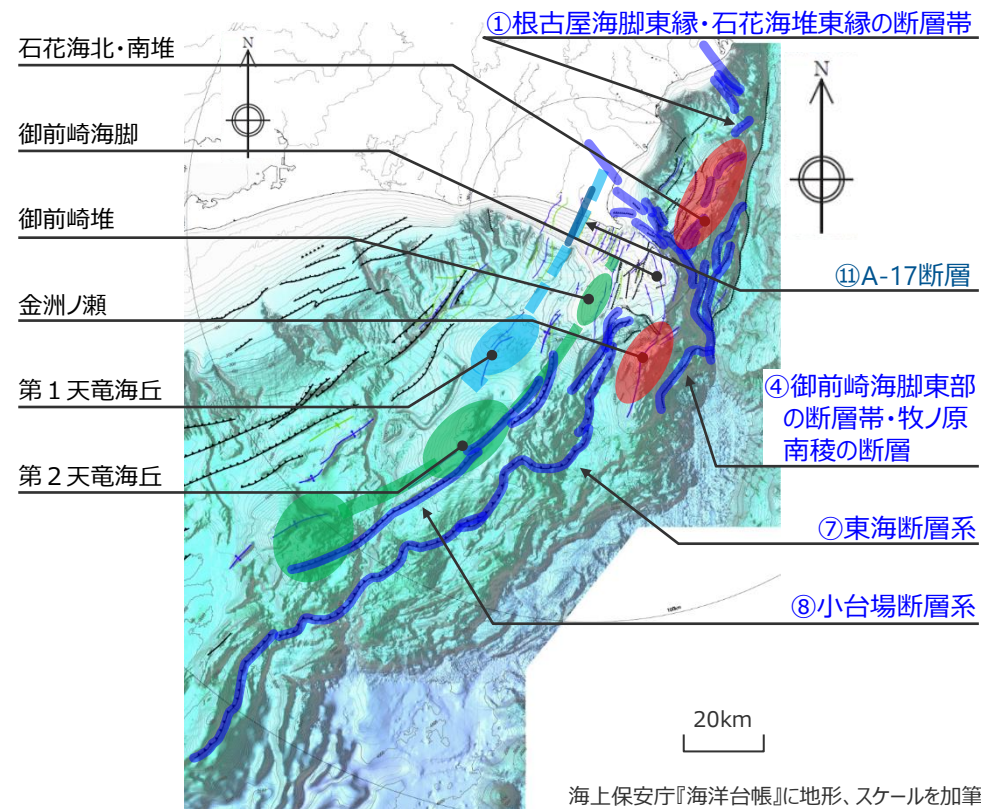 ①根古屋海脚東縁・石花海堆東縁の断層帯
石花海北・南堆
N
N
御前崎海脚
御前崎堆
⑪A-17断層
金洲ノ瀬
第１天竜海丘
④御前崎海脚東部
の断層帯・牧ノ原
南稜の断層
第２天竜海丘
⑦東海断層系
⑧小台場断層系
20km
海上保安庁『海洋台帳』に地形、スケールを加筆